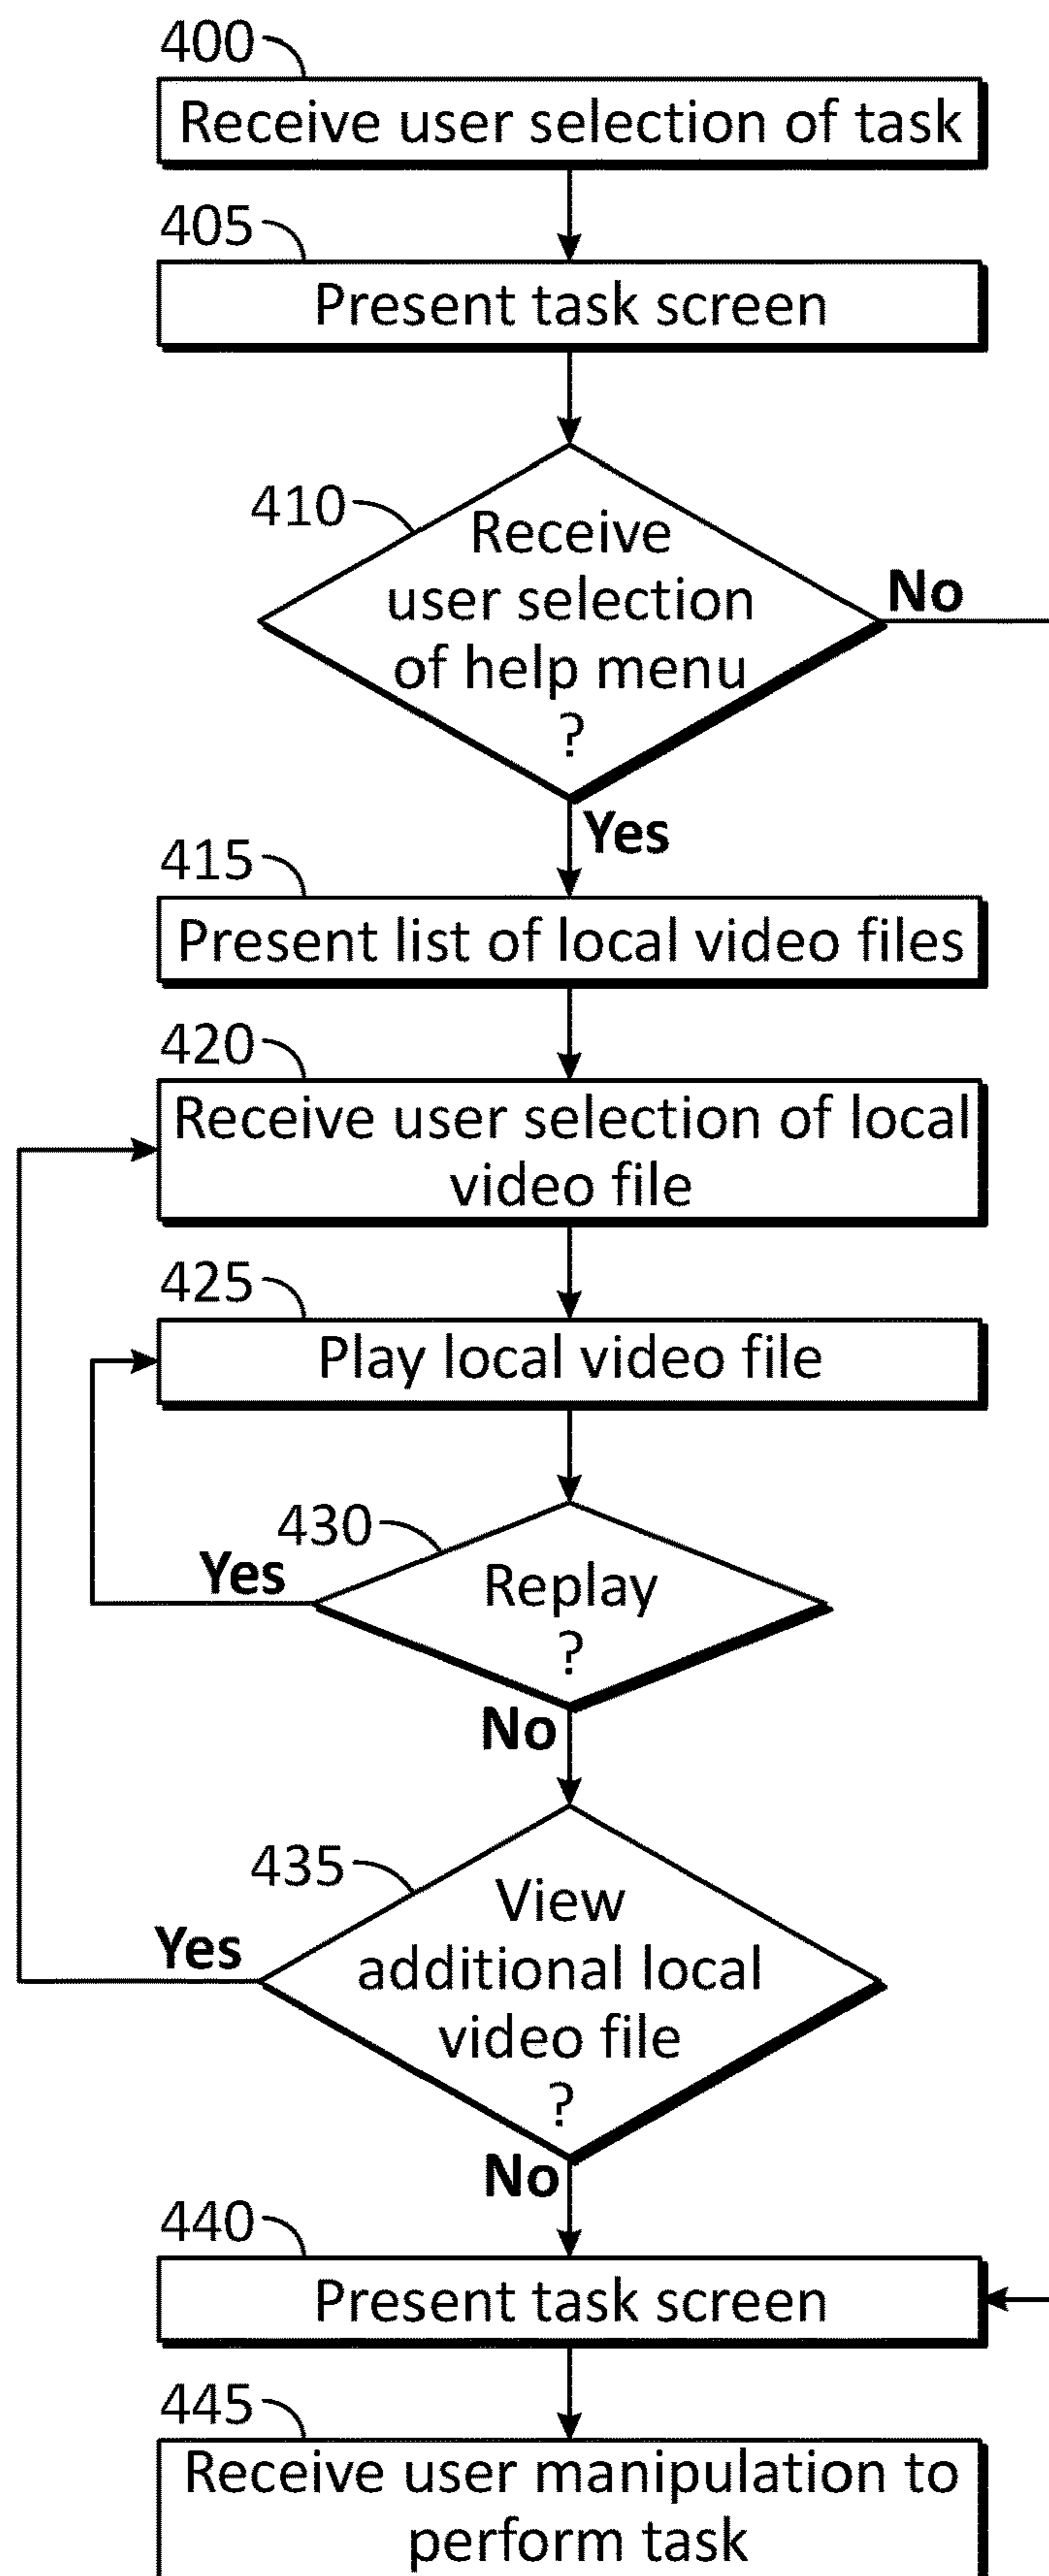 400
Receive user selection of task
405
Present task screen
410
Receive
user selection
of help menu
?
No
Yes
415
Present list of local video files
420
Receive user selection of local
video file
425
Play local video file
430
Yes
Replay
?
No
435
View
Yes
additional local
video file
?
No
440
Present task screen
445
Receive user manipulation to
perform task